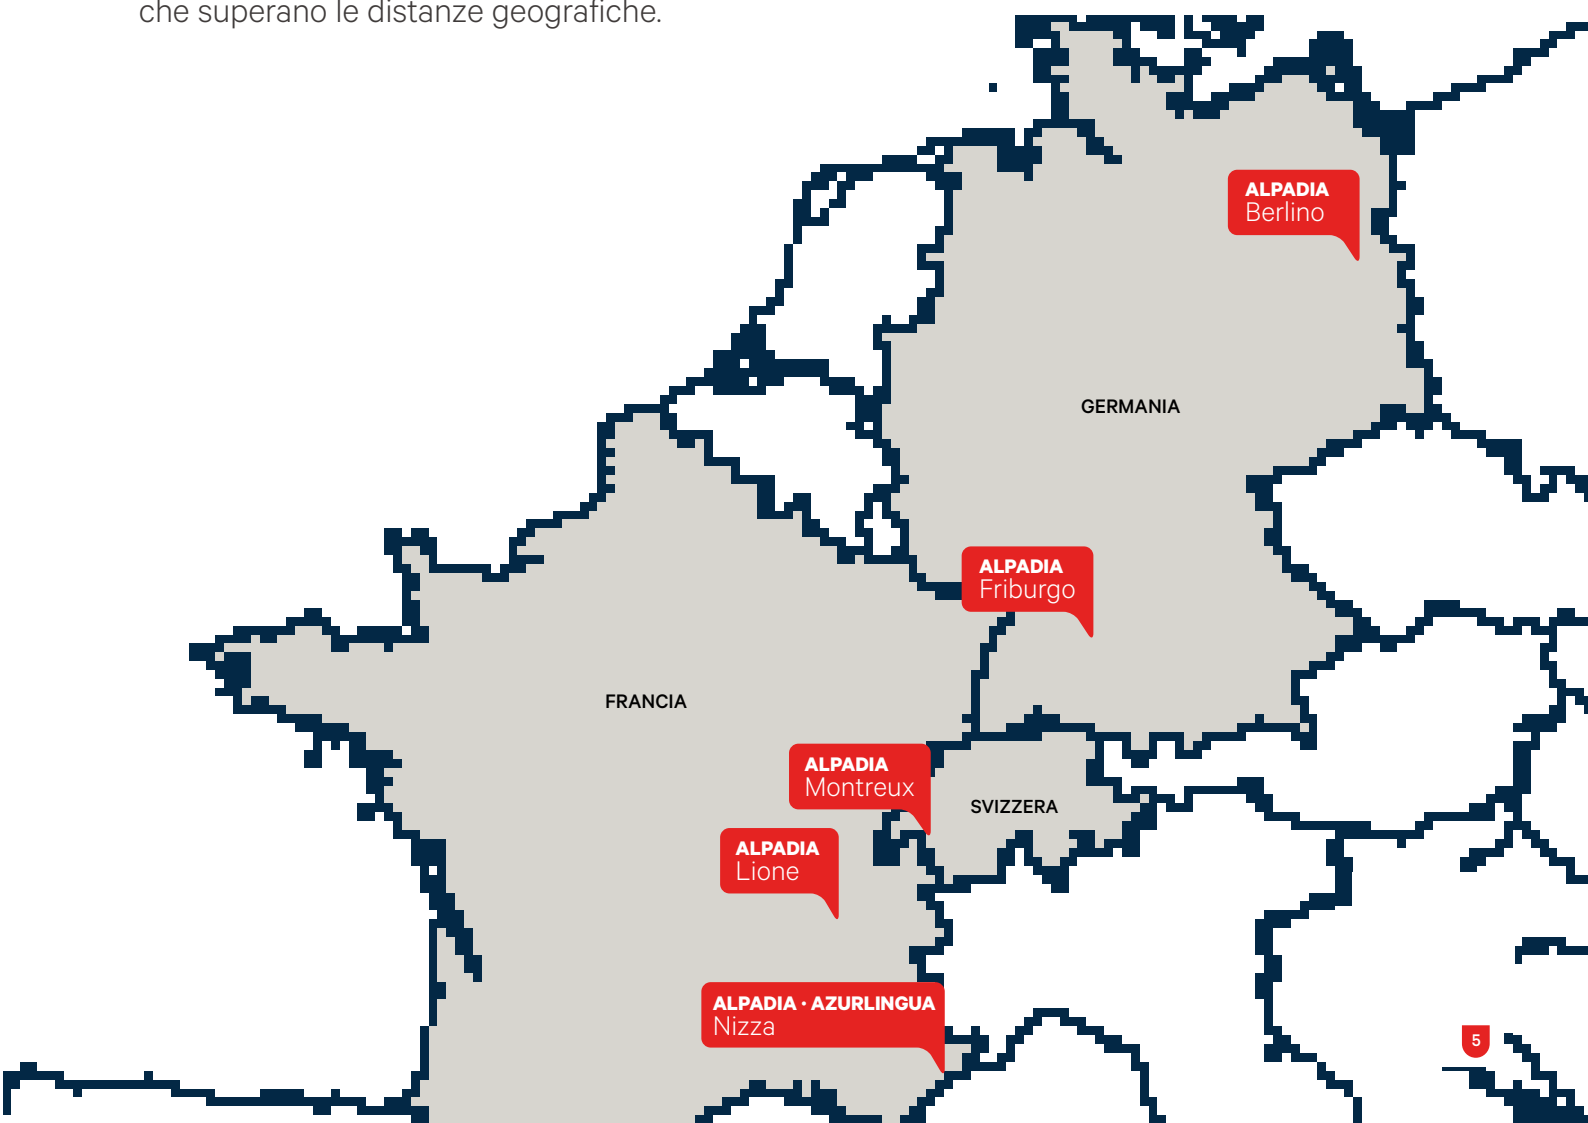 che superano le distanze geografiche.
ALPADIA
Berlino
GERMANIA
ALPADIA
Friburgo
FRANCIA
ALPADIA
Montreux
SVIZZERA
ALPADIA
Lione
ALPADIA · AZURLINGUA
Nizza
5